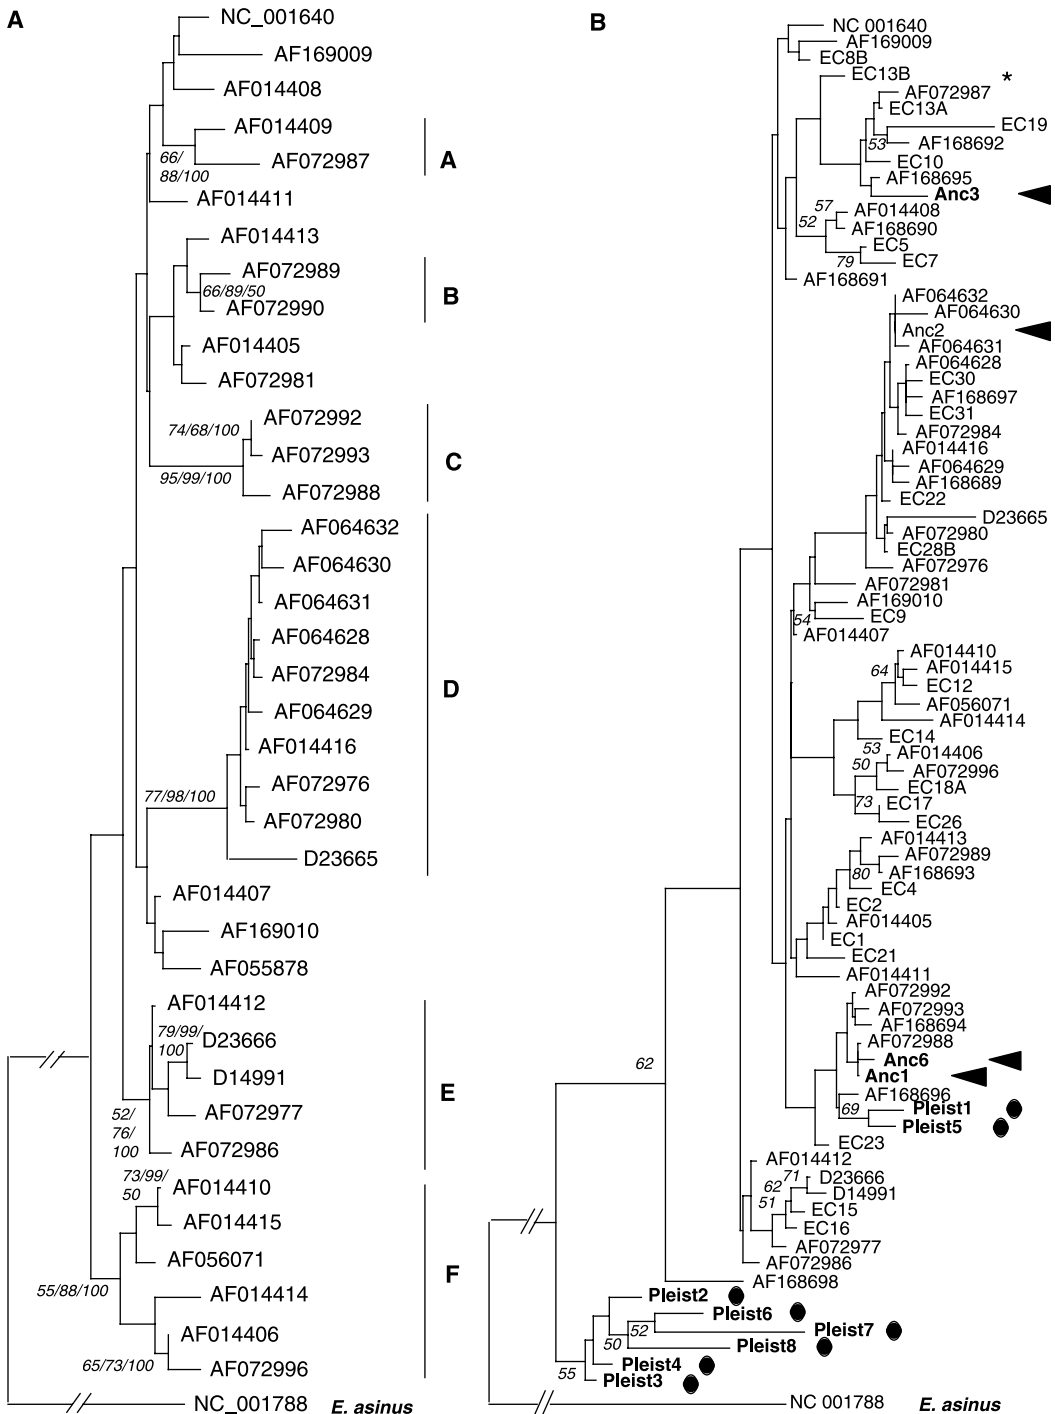 A
NC_001640
AF169009
AF014408
AF014409
AF072987
66/
88/100
A
AF014411
AF014413
AF072989
66/89/50
AF072990
B
AF014405
AF072981
AF072992
74/68/100
AF072993
95/99/100
AF072988
C
AF064632
AF064630
AF064631
AF064628
AF072984
AF064629
AF014416
AF072976
77/98/100
AF072980
D23665
D
AF014407
AF169010
AF055878
AF014412
79/99/
100
D23666
D14991
AF072977
52/
76/
100
AF072986
E
73/99/
50
AF014410
AF014415
AF056071
55/88/100
AF014414
AF014406
65/73/100
AF072996
F
NC_001788 E. asinus
B
NC 001640
AF169009
EC8B
EC13B *
AF072987
EC13A
EC19
53
AF168692
EC10
AF168695
Anc3
57
AF014408
52
AF168690
EC5
79
EC7
AF168691
AF064632
AF064630
Anc2
AF064631
AF064628
EC30
AF168697
EC31
AF072984
AF014416
AF064629
AF168689
EC22
D23665
AF072980
EC28B
AF072976
AF072981
AF169010
54
EC9
AF014407
AF014410
64
AF014415
EC12
AF056071
AF014414
EC14
53
AF014406
50
AF072996
EC18A
73
EC17
EC26
AF014413
AF072989
80
AF168693
EC4
EC2
AF014405
EC1
EC21
AF014411
AF072992
AF072993
AF168694
AF072988
Anc6
Anc1
62
AF168696
69
Pleist1
Pleist5
EC23
AF014412
71
D23666
62
D14991
51
EC15
EC16
AF072977
AF072986
AF168698
Pleist2
Pleist6
52
Pleist7
50
Pleist8
Pleist4
55
Pleist3
NC 001788 E. asinus